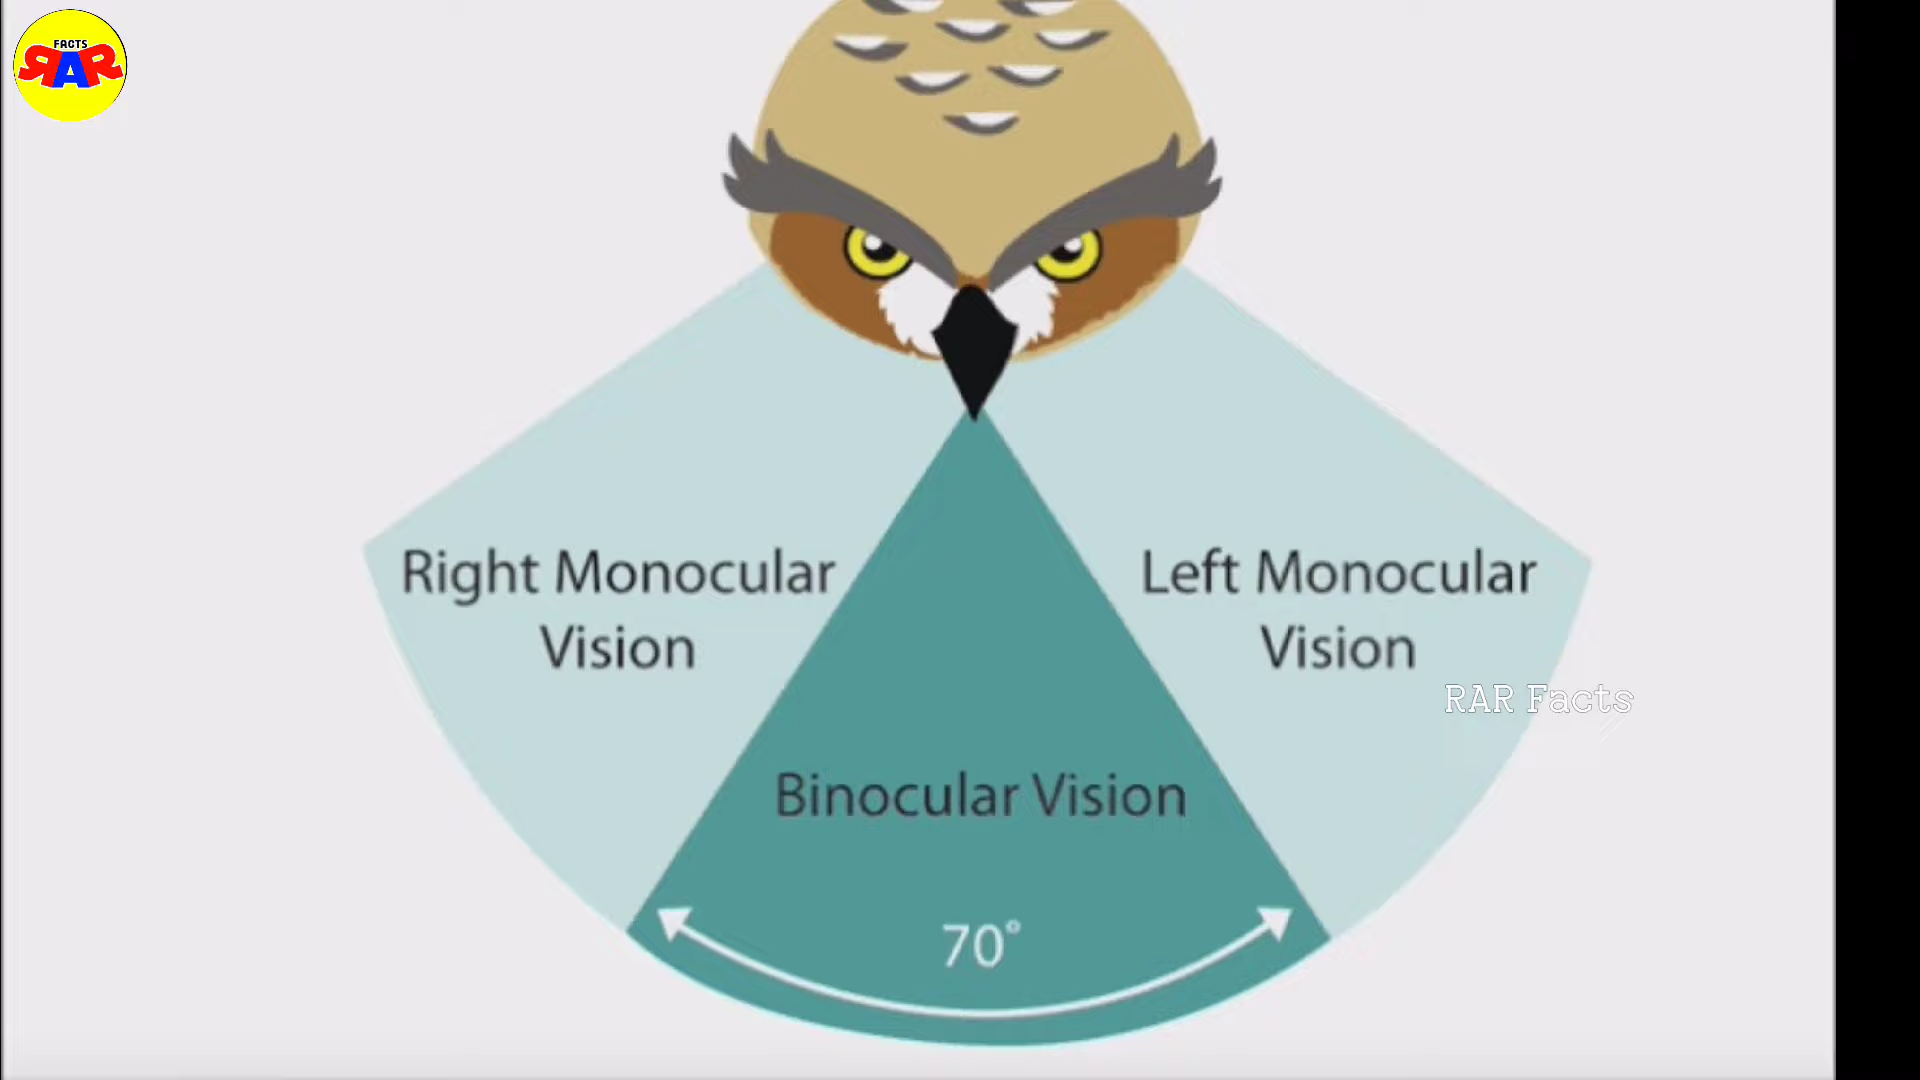 FACTS
RAR
Right Monocular
Vision
Left Monocular
Vision
RAR Facts
Binocular Vision
70°